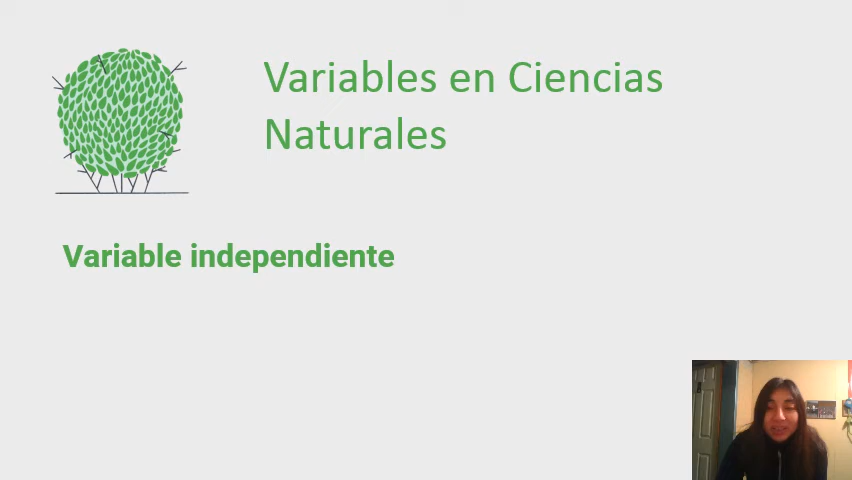 Variables en Ciencias
Naturales
Variable independiente